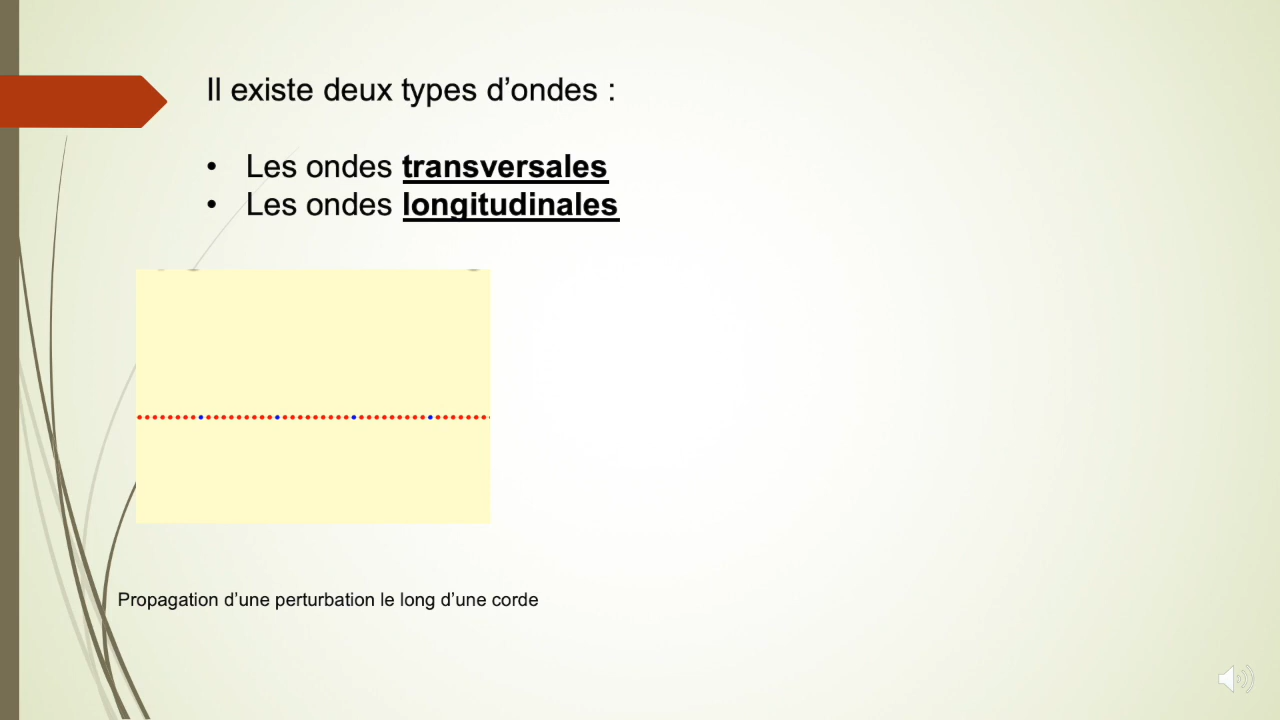 Il existe deux types d’ondes :
• Les ondes transversales
• Les ondes longitudinales
Propagation d’une perturbation le long d’une corde